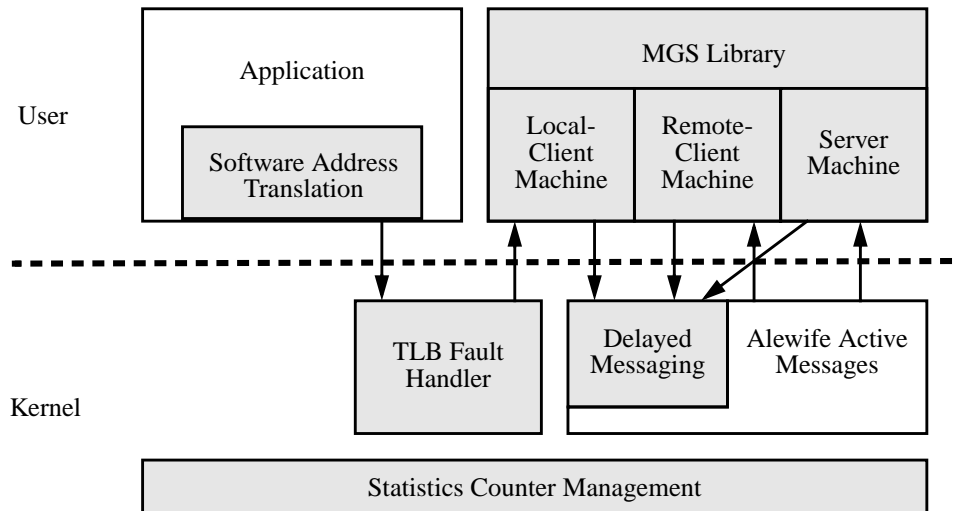 User
Application
Software Address
Translation
MGS Library
Local-
Client
Machine
Remote-
Client
Machine
Server
Machine
Kernel
TLB Fault
Handler
Delayed
Messaging
Alewife Active
Messages
Statistics Counter Management